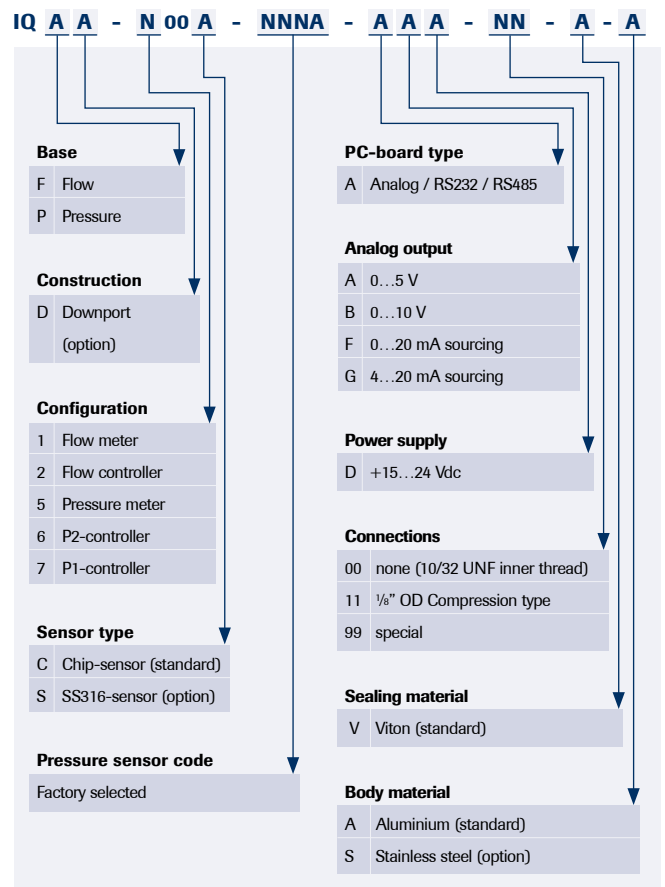 IQ A A - N 00 A - NNNA - A A A - NN - A - A
Base
F Flow
P Pressure
Construction
D Downport
(option)
Configuration
1 Flow meter
2 Flow controller
5 Pressure meter
6 P2-controller
7 P1-controller
Sensor type
C Chip-sensor (standard)
S SS316-sensor (option)
Pressure sensor code
Factory selected
PC-board type
A Analog / RS232 / RS485
Analog output
A 0…5 V
B 0…10 V
F 0…20 mA sourcing
G 4…20 mA sourcing
Power supply
D +15…24 Vdc
Connections
00 none (10/32 UNF inner thread)
11 ⅛” OD Compression type
99 special
Sealing material
V Viton (standard)
Body material
A Aluminium (standard)
S Stainless steel (option)